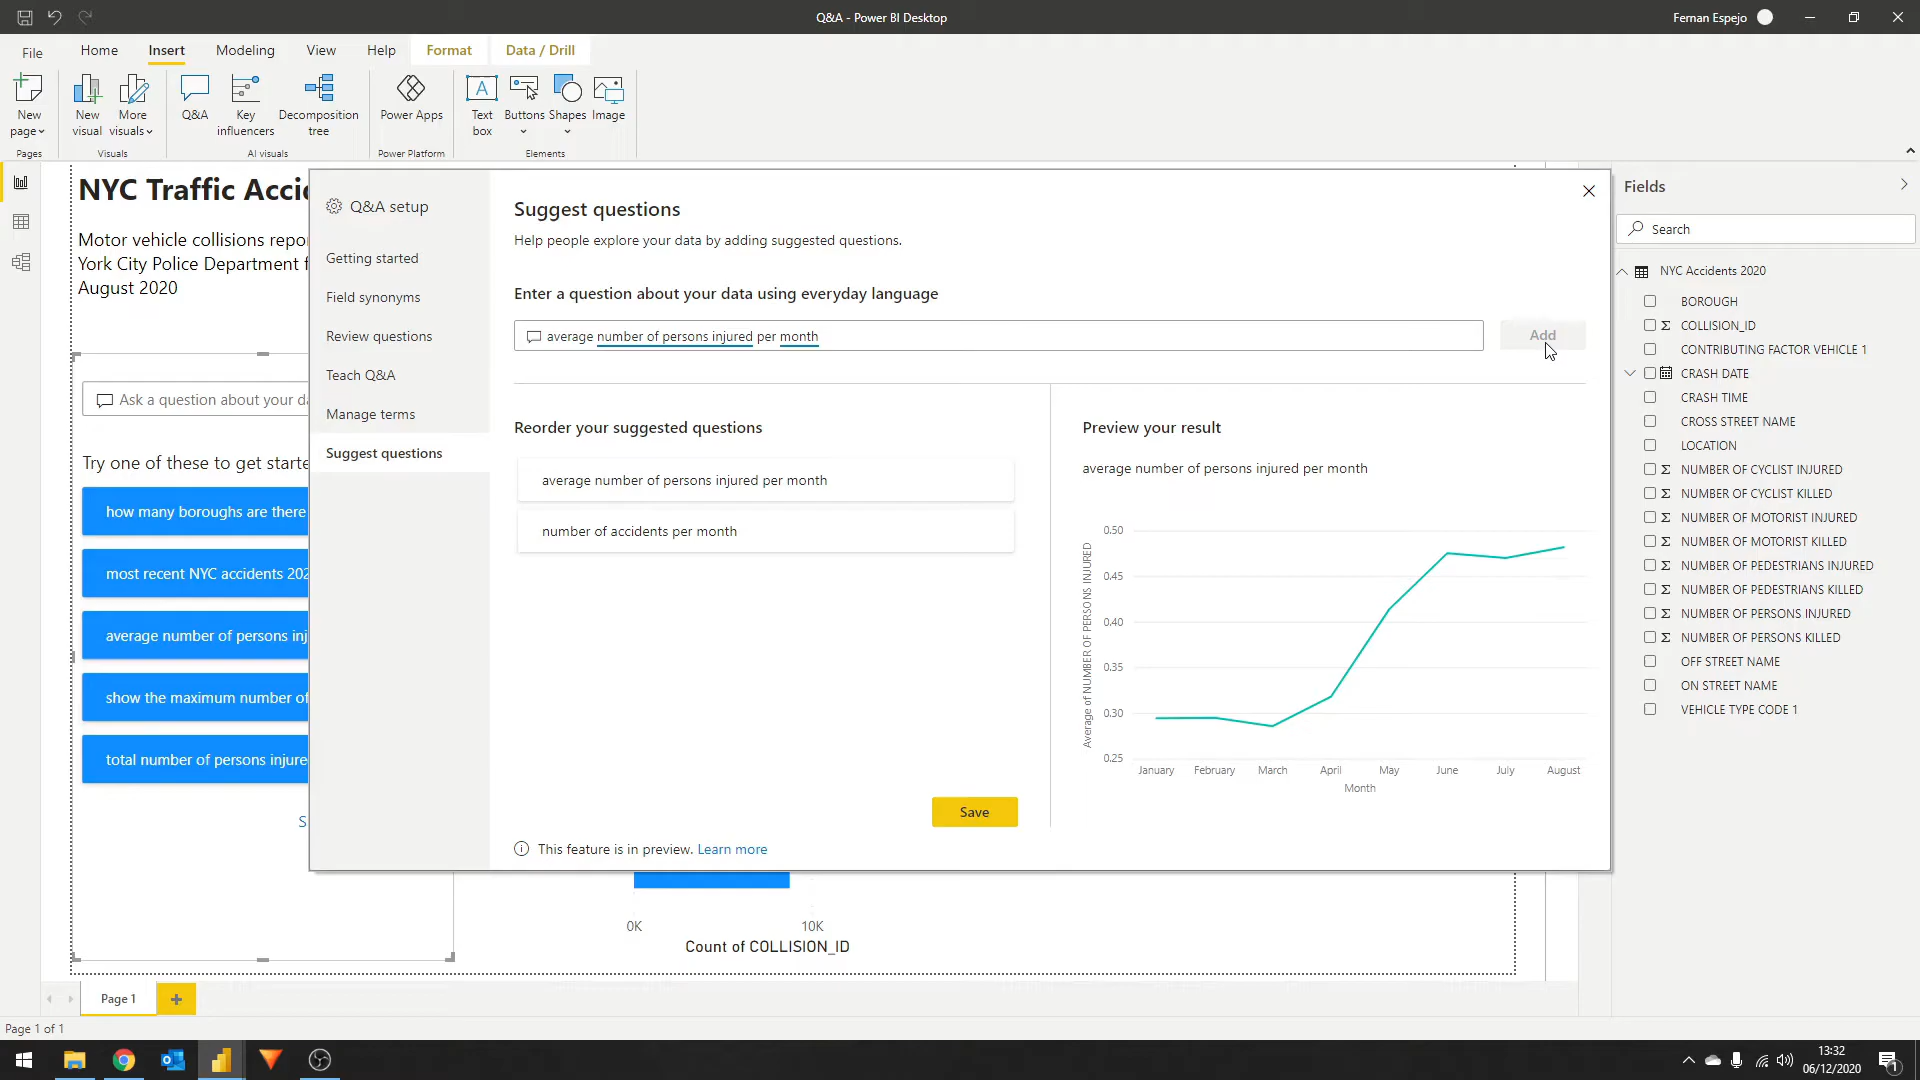 Q&A - Power BI Desktop
Fernan Espejo
File
Home
Insert
Modeling
View
Help
Format
Data / Drill
New
page
Pages
New
visual
More
visuals
Visuals
Q&A
Key
influencers
Decomposition
tree
AI visuals
Power Apps
Power Platform
Text
box
Buttons
Shapes
Image
Elements
NYC Traffic Acci
Motor vehicle collisions repo
York City Police Department f
August 2020
Ask a question about your d
Try one of these to get starte
how many boroughs are there
most recent NYC accidents 202
average number of persons inj
show the maximum number of
total number of persons injure
S
Q&A setup
Getting started
Field synonyms
Review questions
Teach Q&A
Manage terms
Suggest questions
Suggest questions
Help people explore your data by adding suggested questions.
Enter a question about your data using everyday language
average number of persons injured per month
Add
Reorder your suggested questions
average number of persons injured per month
number of accidents per month
Save
This feature is in preview. Learn more
Preview your result
average number of persons injured per month
Average of NUMBER OF PERSONS INJURED
0.50
0.45
0.40
0.35
0.30
0.25
January
February
March
April
May
June
July
August
Month
0K
10K
Count of COLLISION_ID
Fields
Search
NYC Accidents 2020
BOROUGH
COLLISION_ID
CONTRIBUTING FACTOR VEHICLE 1
CRASH DATE
CRASH TIME
CROSS STREET NAME
LOCATION
NUMBER OF CYCLIST INJURED
NUMBER OF CYCLIST KILLED
NUMBER OF MOTORIST INJURED
NUMBER OF MOTORIST KILLED
NUMBER OF PEDESTRIANS INJURED
NUMBER OF PEDESTRIANS KILLED
NUMBER OF PERSONS INJURED
NUMBER OF PERSONS KILLED
OFF STREET NAME
ON STREET NAME
VEHICLE TYPE CODE 1
Page 1
Page 1 of 1
13:32
06/12/2020
1